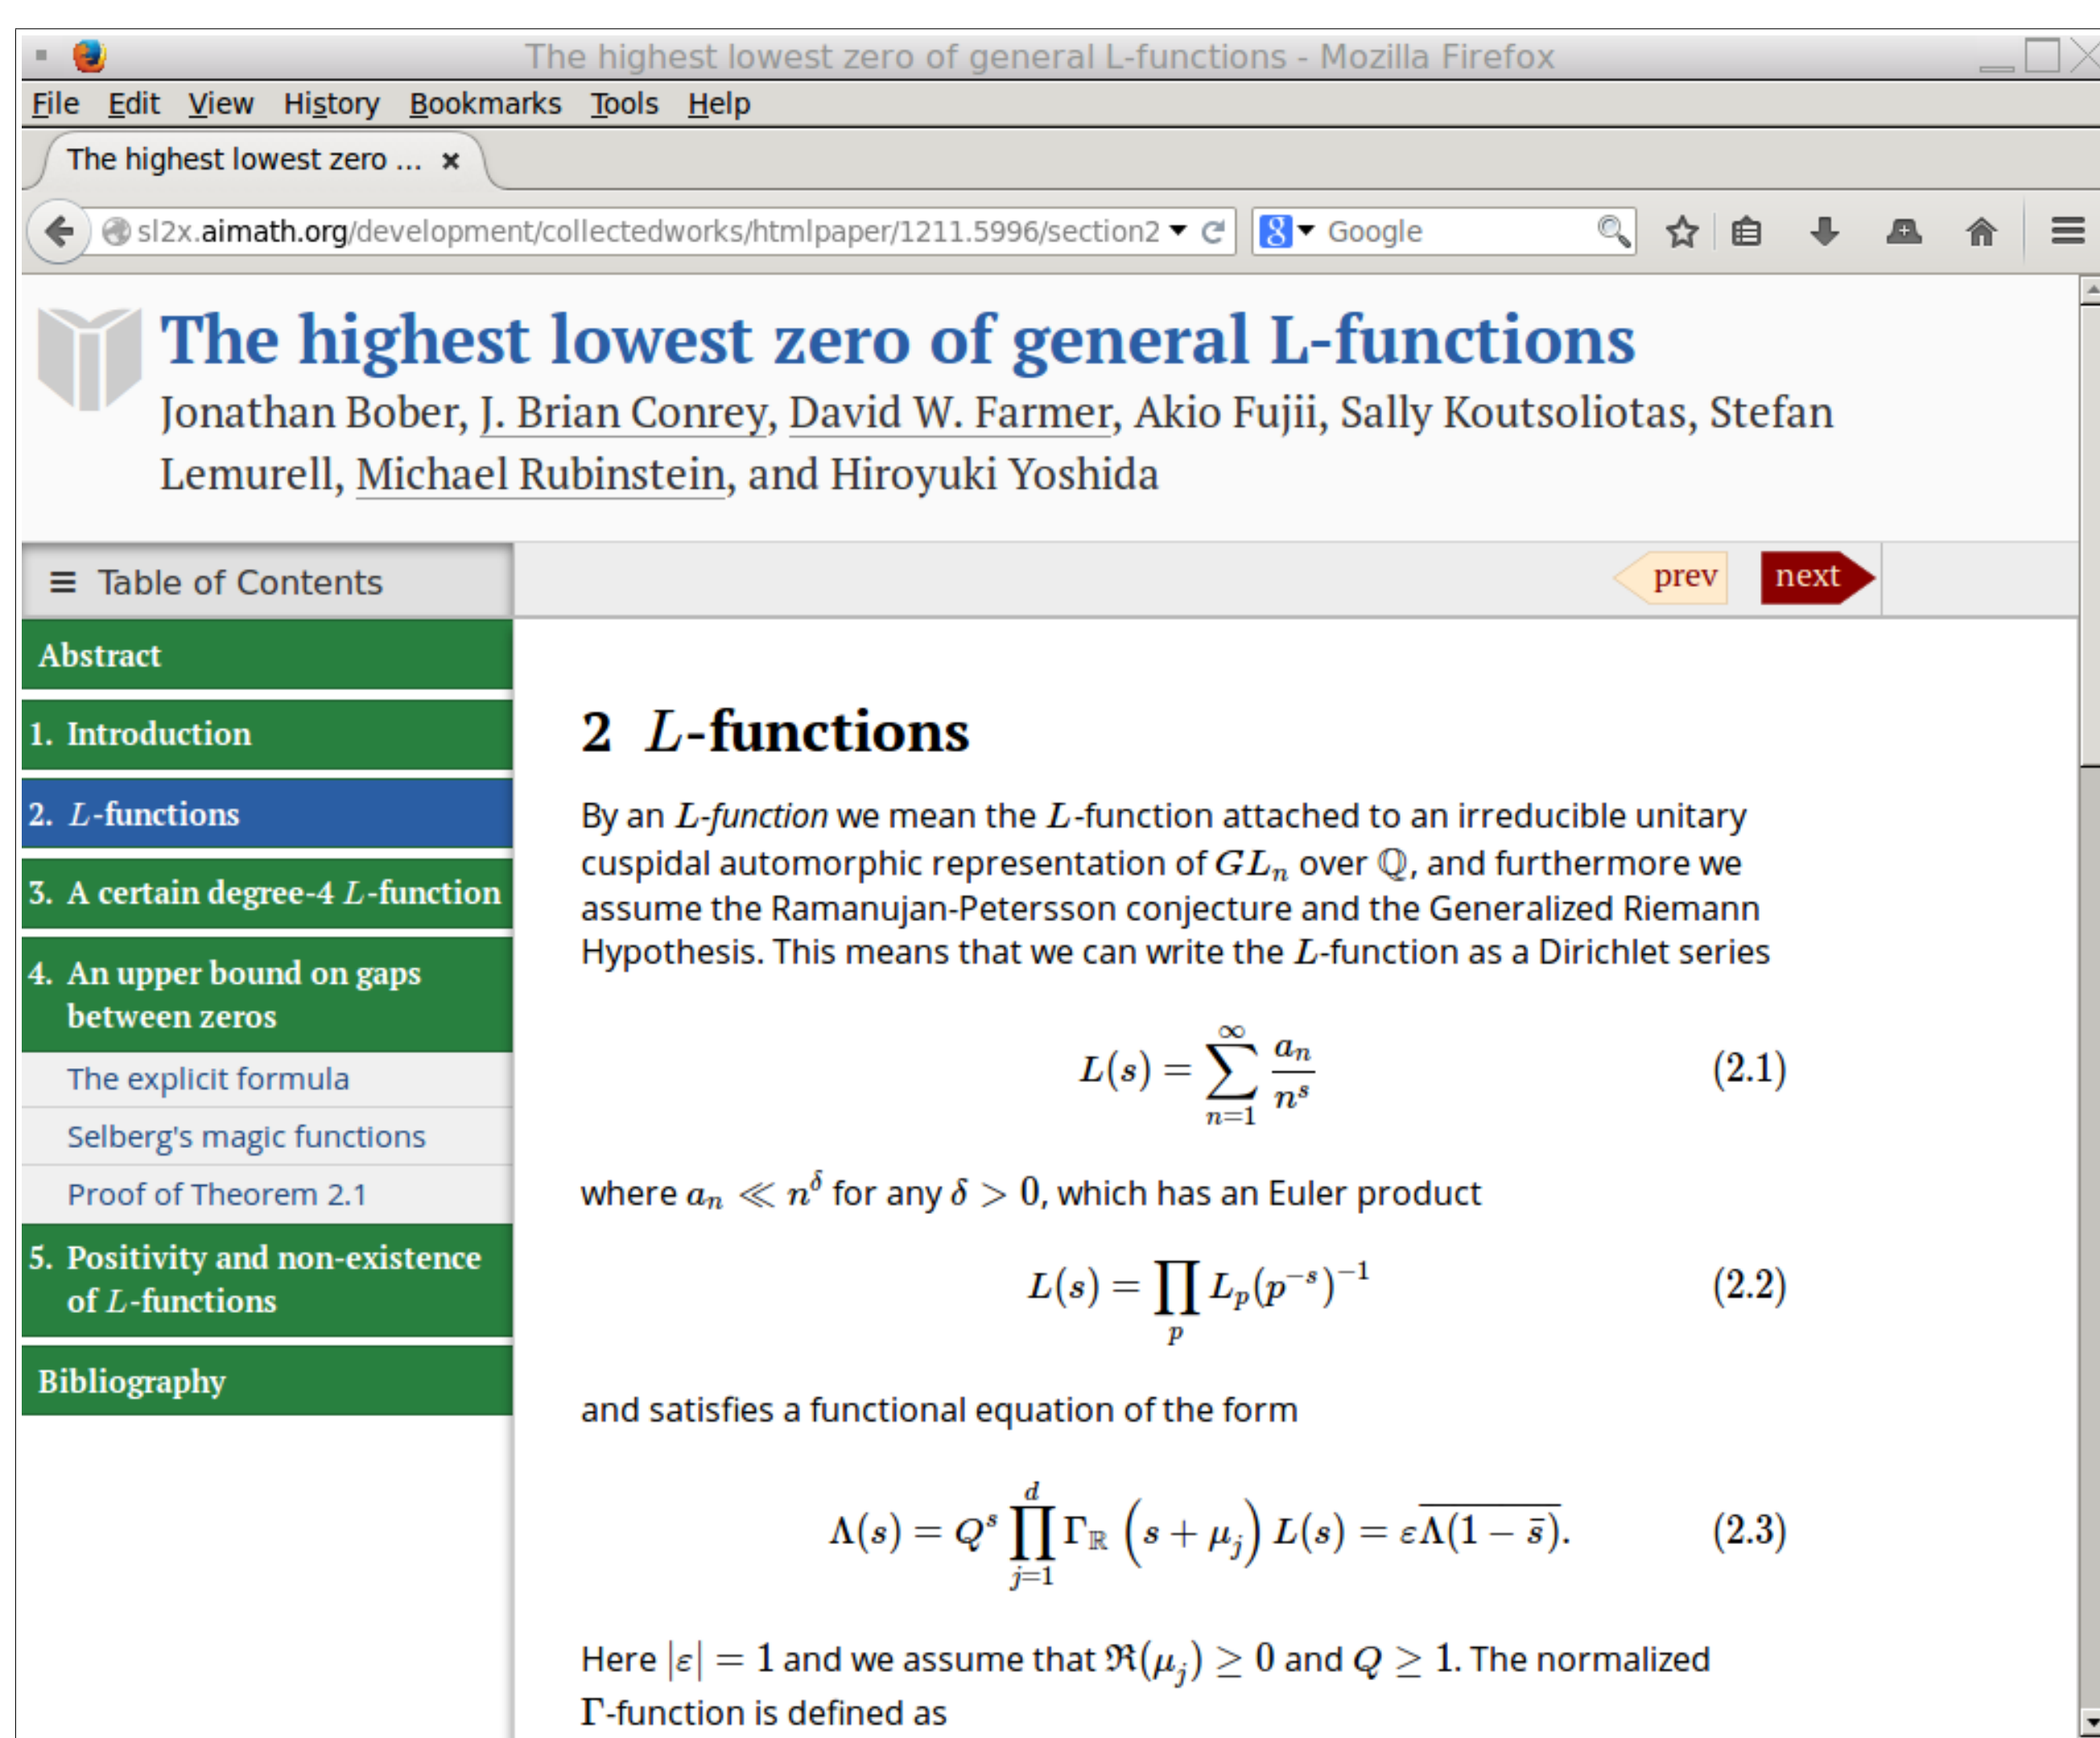 The highest lowest zero of general L-functions - Mozilla Firefox
File Edit View History Bookmarks Tools Help
The highest lowest zero ... ×
sl2x.aimath.org/development/collectedworks/htmlpaper/1211.5996/section2 Google
The highest lowest zero of general L-functions
Jonathan Bober, J. Brian Conrey, David W. Farmer, Akio Fujii, Sally Koutsoliotas, Stefan
Lemurell, Michael Rubinstein, and Hiroyuki Yoshida
≡ Table of Contents
prev next
Abstract
1. Introduction
2. L-functions
3. A certain degree-4 L-function
4. An upper bound on gaps
between zeros
The explicit formula
Selberg's magic functions
Proof of Theorem 2.1
5. Positivity and non-existence
of L-functions
Bibliography
2 L-functions
By an L-function we mean the L-function attached to an irreducible unitary
cuspidal automorphic representation of GLₙ over ℚ, and furthermore we
assume the Ramanujan-Petersson conjecture and the Generalized Riemann
Hypothesis. This means that we can write the L-function as a Dirichlet series
L(s) = ∑_{n=1}^{∞} a_n / n^s (2.1)
where a_n ≪ n^δ for any δ > 0, which has an Euler product
L(s) = ∏_p L_p(p^{-s})^{-1} (2.2)
and satisfies a functional equation of the form
Λ(s) = Q^s ∏_{j=1}^{d} Γ_ℝ (s + μ_j) L(s) = ε\overline{Λ(1 − s̄)}. (2.3)
Here |ε| = 1 and we assume that ℜ(μ_j) ≥ 0 and Q ≥ 1. The normalized
Γ-function is defined as